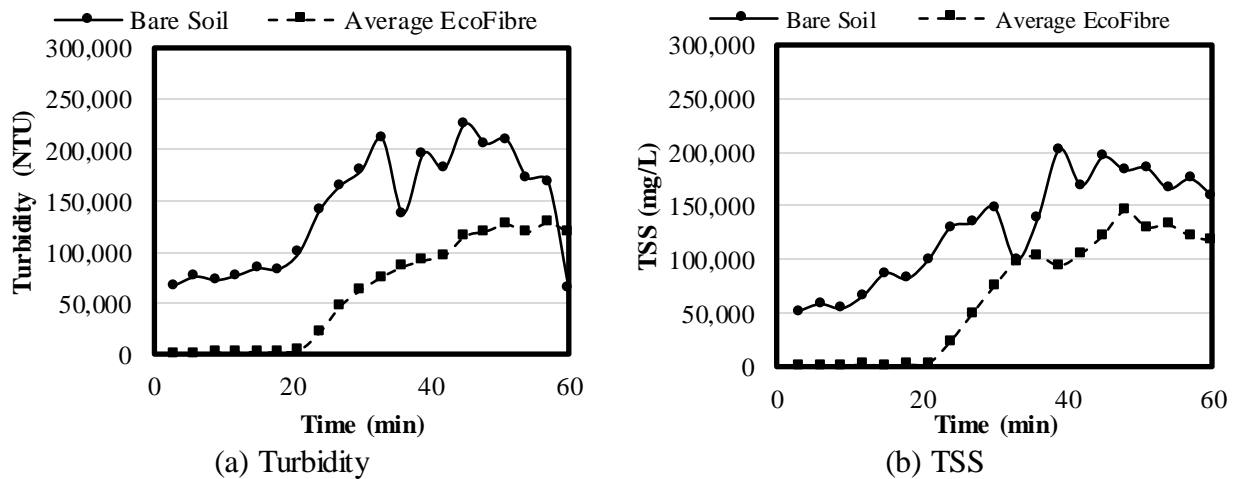 Bare Soil Average EcoFibre
300,000
250,000
200,000
150,000
100,000
50,000
0
0 20 40 60
Turbidity (NTU)
Time (min)
(a) Turbidity
Bare Soil Average EcoFibre
300,000
250,000
200,000
150,000
100,000
50,000
0
0 20 40 60
TSS (mg/L)
Time (min)
(b) TSS